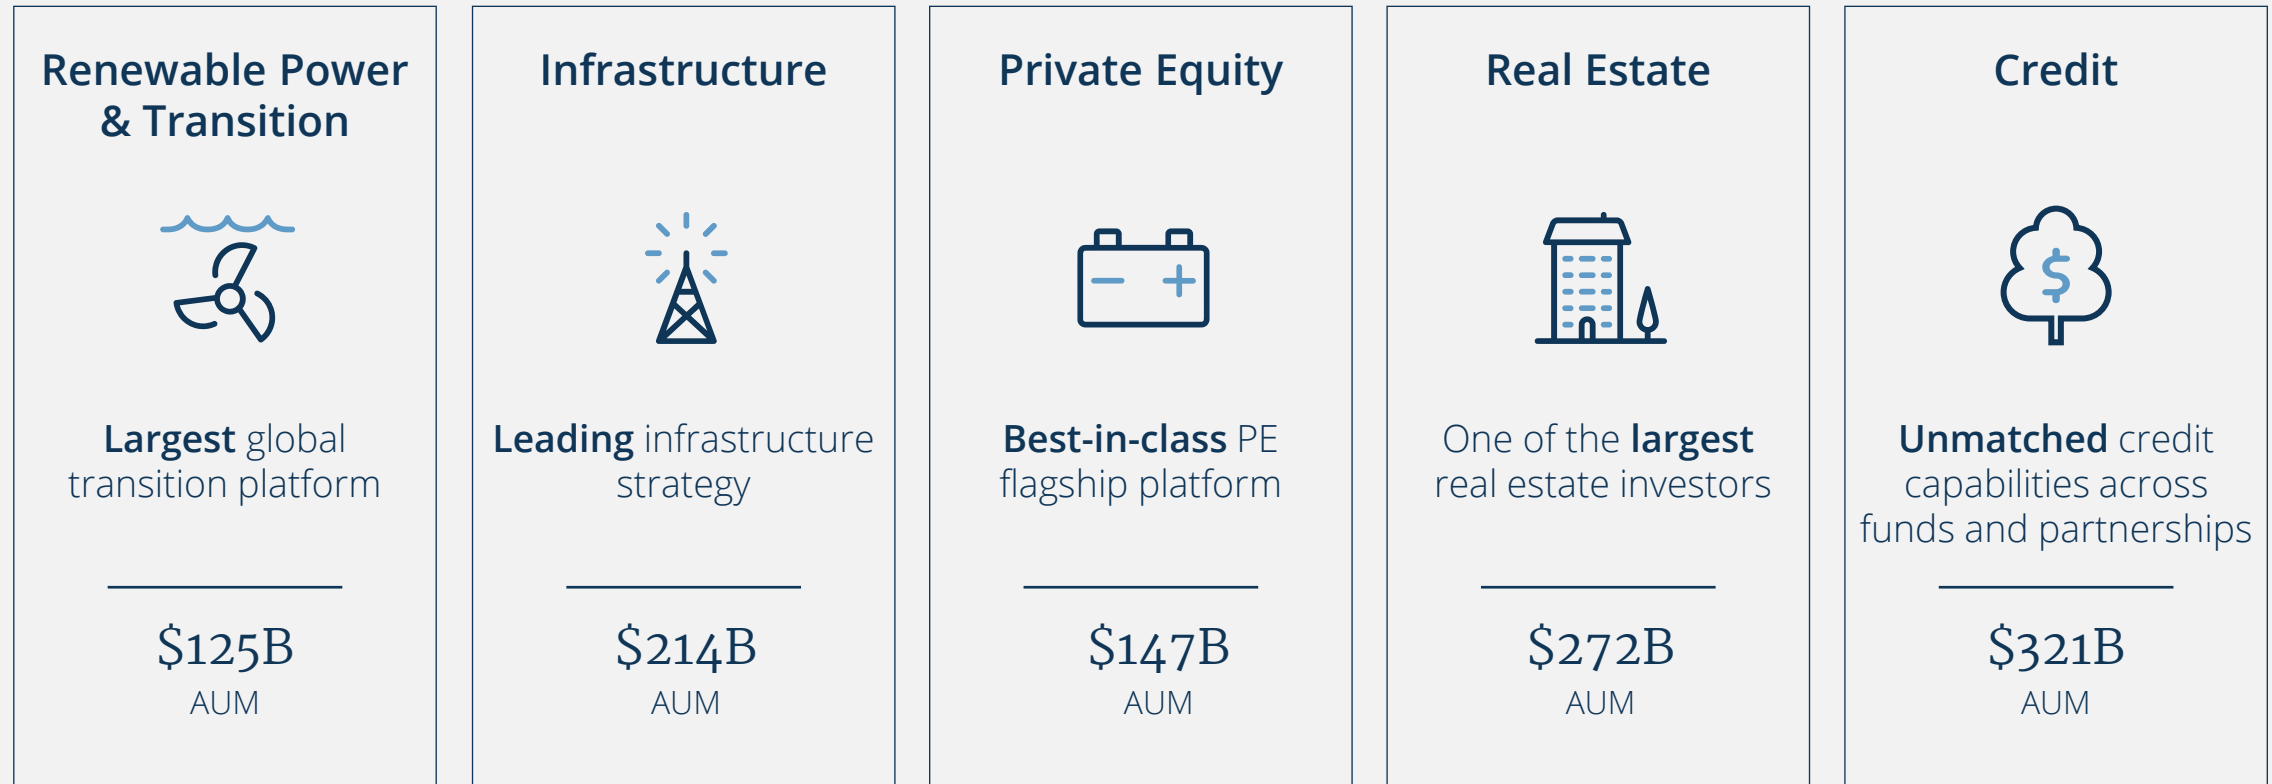 Renewable Power
& Transition
Largest global
transition platform
$125B
AUM
Infrastructure
Leading infrastructure
strategy
$214B
AUM
Private Equity
Best-in-class PE
flagship platform
$147B
AUM
Real Estate
One of the largest
real estate investors
$272B
AUM
Credit
$
Unmatched credit
capabilities across
funds and partnerships
$321B
AUM